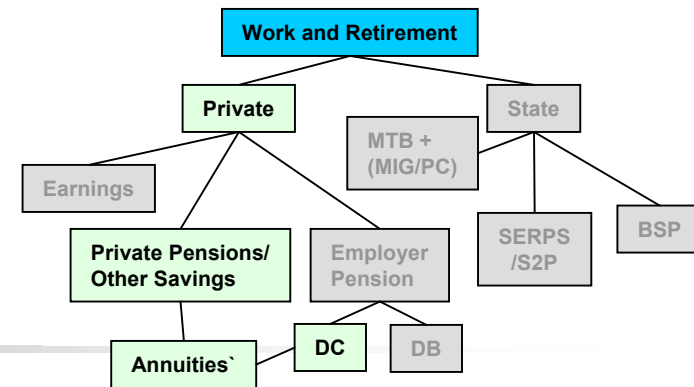 Work and Retirement
Private
State
MTB +
(MIG/PC)
Earnings
Private Pensions/
Other Savings
Employer
Pension
SERPS
/S2P
BSP
Annuities`
DC
DB